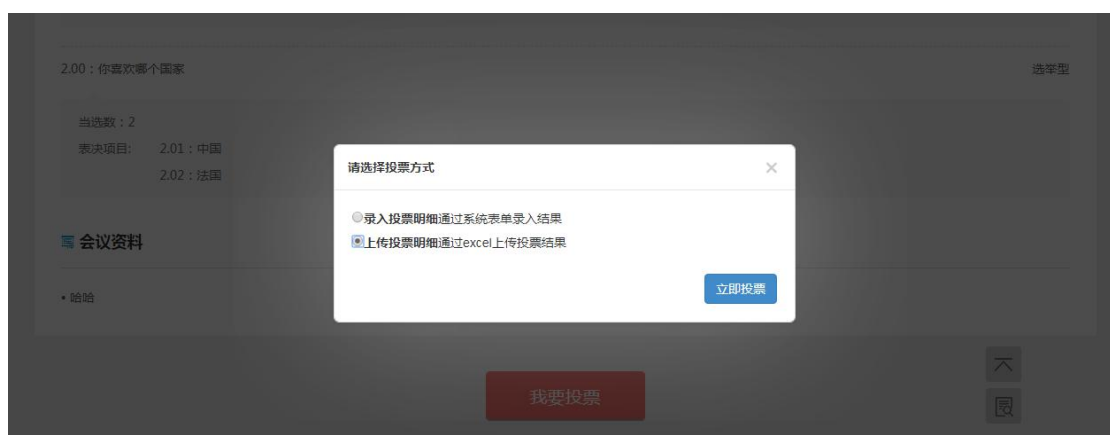 2.00：你喜欢哪个国家 选举型
当选数：2
表决项目: 2.01：中国
2.02：法国
请选择投票方式 ×
录入投票明细通过系统表单录入结果
上传投票明细通过excel上传投票结果
立即投票
会议资料
• 哈哈
我要投票